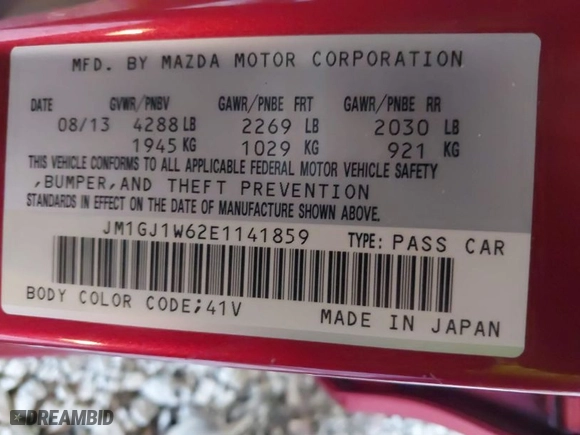 MFD. BY MAZDA MOTOR CORPORATION
DATE GVWR/PNBV GAWR/PNBE FRT GAWR/PNBE RR
08/13 4288 LB 2269 LB 2030 LB
1945 KG 1029 KG 921 KG
THIS VEHICLE CONFORMS TO ALL APPLICABLE FEDERAL MOTOR VEHICLE SAFETY
,BUMPER,AND THEFT PREVENTION
STANDARDS IN EFFECT ON THE DATE OF MANUFACTURE SHOWN ABOVE.
JM1GJ1W62E1141859 TYPE: PASS CAR
BODY COLOR CODE;41V MADE IN JAPAN
DREAMBID